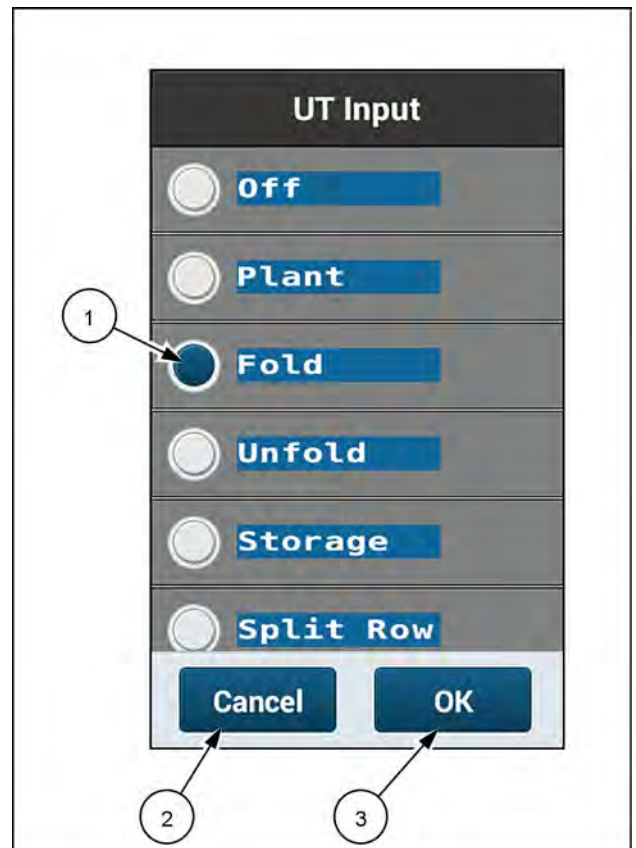 UT Input
Off
Plant
1
Fold
Unfold
Storage
Split Row
Cancel OK
2 3